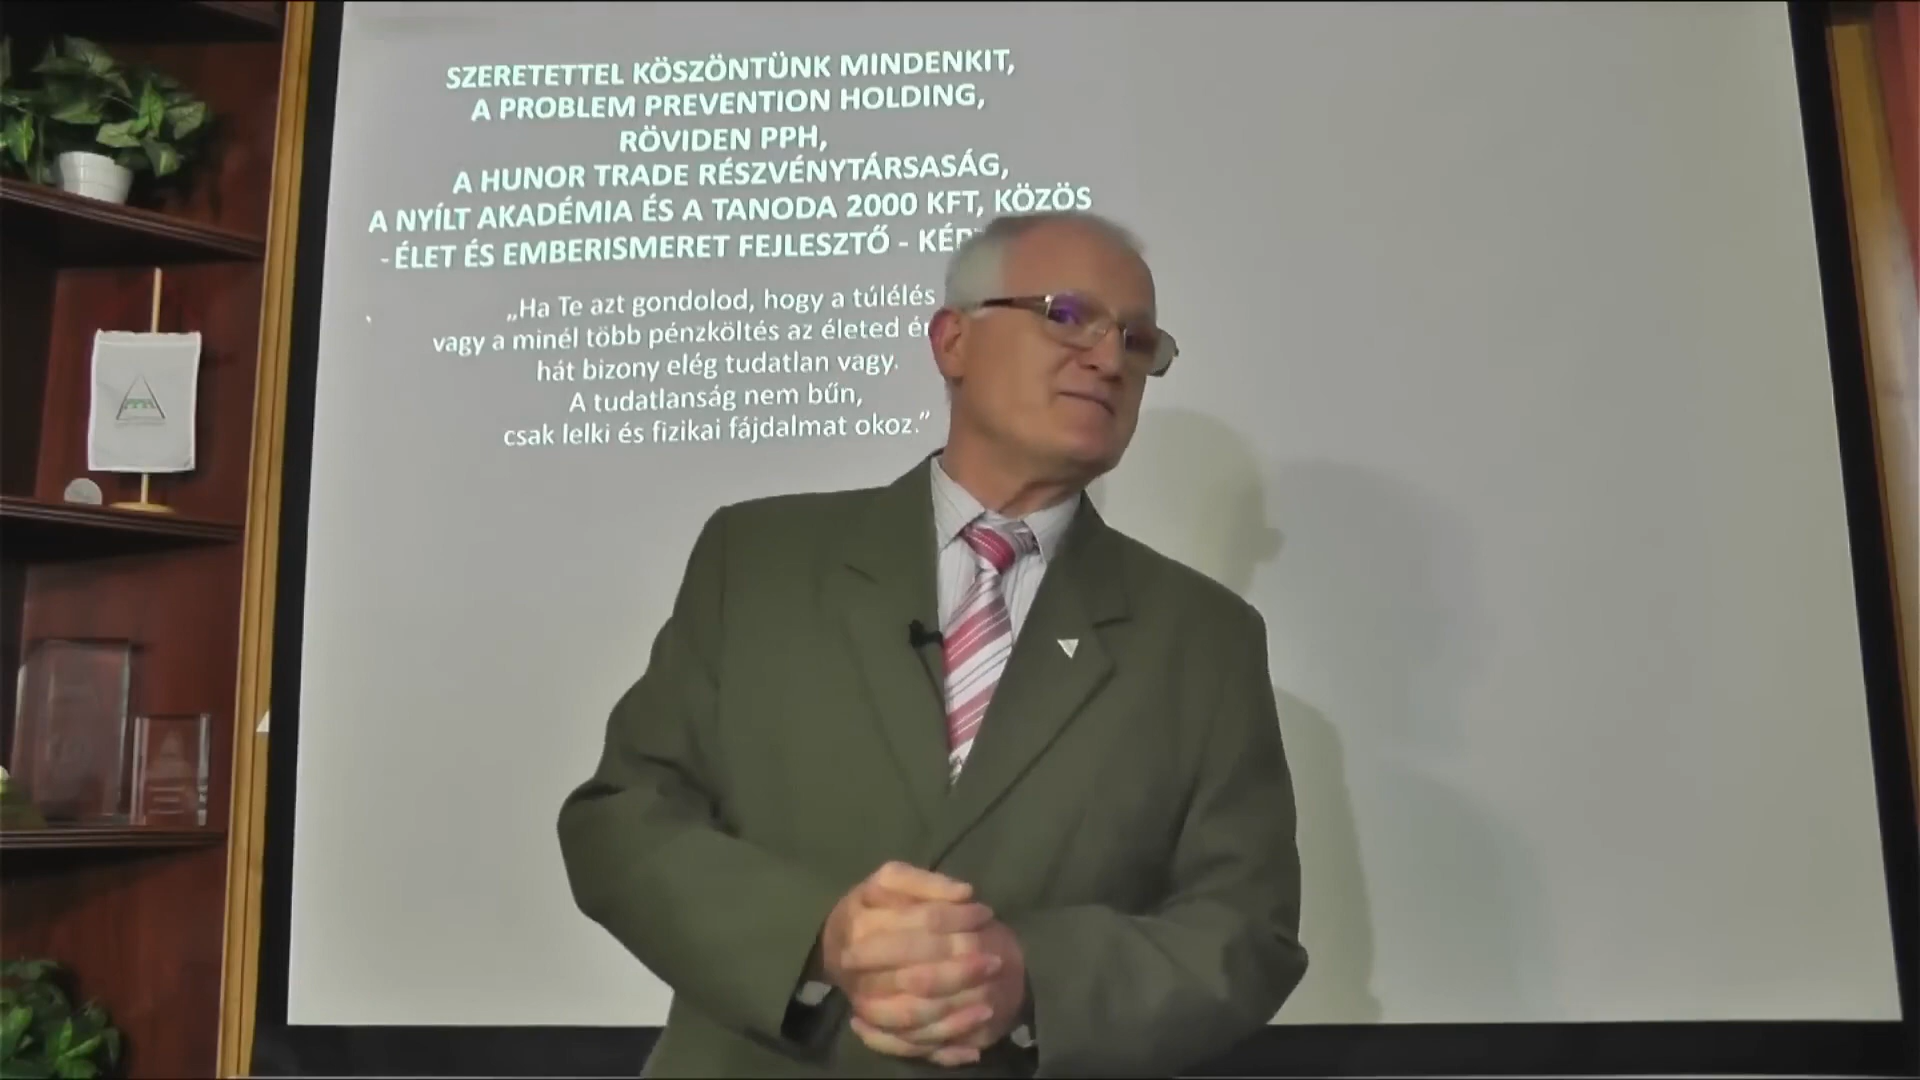 SZERETETTEL KÖSZÖNTÜNK MINDENKIT,
A PROBLEM PREVENTION HOLDING,
RÖVIDEN PPH,
A HUNOR TRADE RÉSZVÉNYTÁRSASÁG,
A NYÍLT AKADÉMIA ÉS A TANODA 2000 KFT, KÖZÖS
- ÉLET ÉS EMBERISMERET FEJLESZTŐ -
„Ha Te azt gondolod, hogy a túlélés
vagy a minél több pénzköltés az életed
hát bizony elég tudatlan vagy.
A tudatlanság nem bűn,
csak lelki és fizikai fájdalmat okoz.”